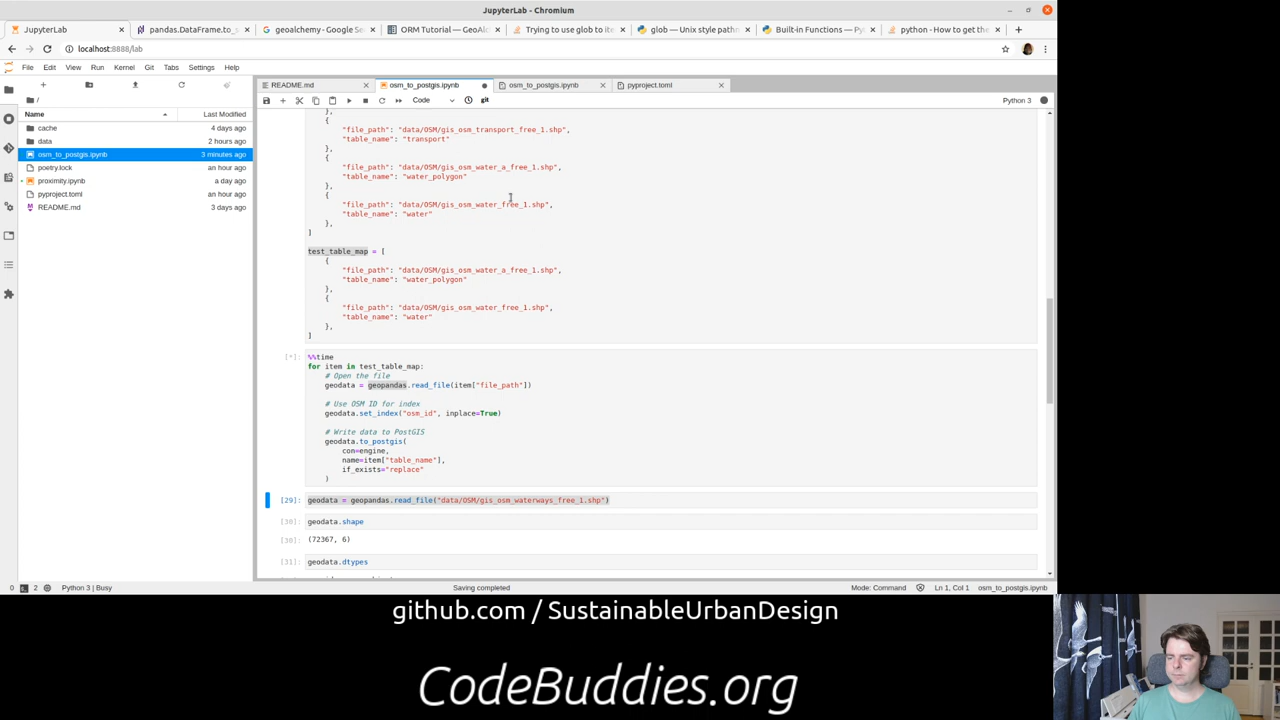 JupyterLab - Chromium
JupyterLab
pandas.DataFrame.to_s
geoalchemy - Google Se
ORM Tutorial — GeoAlc
Trying to use glob to ite
glob — Unix style pathn
Built-in Functions — Pyt
python - How to get the
localhost:8888/lab
File Edit View Run Kernel Git Tabs Settings Help
README.md osm_to_postgis.ipynb osm_to_postgis.ipynb pyproject.toml
Code git Python 3
/
Name Last Modified
cache 4 days ago
data 2 hours ago
osm_to_postgis.ipynb 3 minutes ago
poetry.lock an hour ago
proximity.ipynb a day ago
pyproject.toml an hour ago
README.md 3 days ago
},
{
"file_path": "data/OSM/gis_osm_transport_free_1.shp",
"table_name": "transport"
},
{
"file_path": "data/OSM/gis_osm_water_a_free_1.shp",
"table_name": "water_polygon"
},
{
"file_path": "data/OSM/gis_osm_water_free_1.shp",
"table_name": "water"
},
]
test_table_map = [
{
"file_path": "data/OSM/gis_osm_water_a_free_1.shp",
"table_name": "water_polygon"
},
{
"file_path": "data/OSM/gis_osm_water_free_1.shp",
"table_name": "water"
},
]
[*]: %%time
for item in test_table_map:
# Open the file
geodata = geopandas.read_file(item["file_path"])
# Use OSM ID for index
geodata.set_index("osm_id", inplace=True)
# Write data to PostGIS
geodata.to_postgis(
con=engine,
name=item["table_name"],
if_exists="replace"
)
[29]: geodata = geopandas.read_file("data/OSM/gis_osm_waterways_free_1.shp")
[30]: geodata.shape
[30]: (72367, 6)
[31]: geodata.dtypes
0 2 Python 3 | Busy Saving completed Mode: Command Ln 1, Col 1 osm_to_postgis.ipynb
github.com / SustainableUrbanDesign
CodeBuddies.org